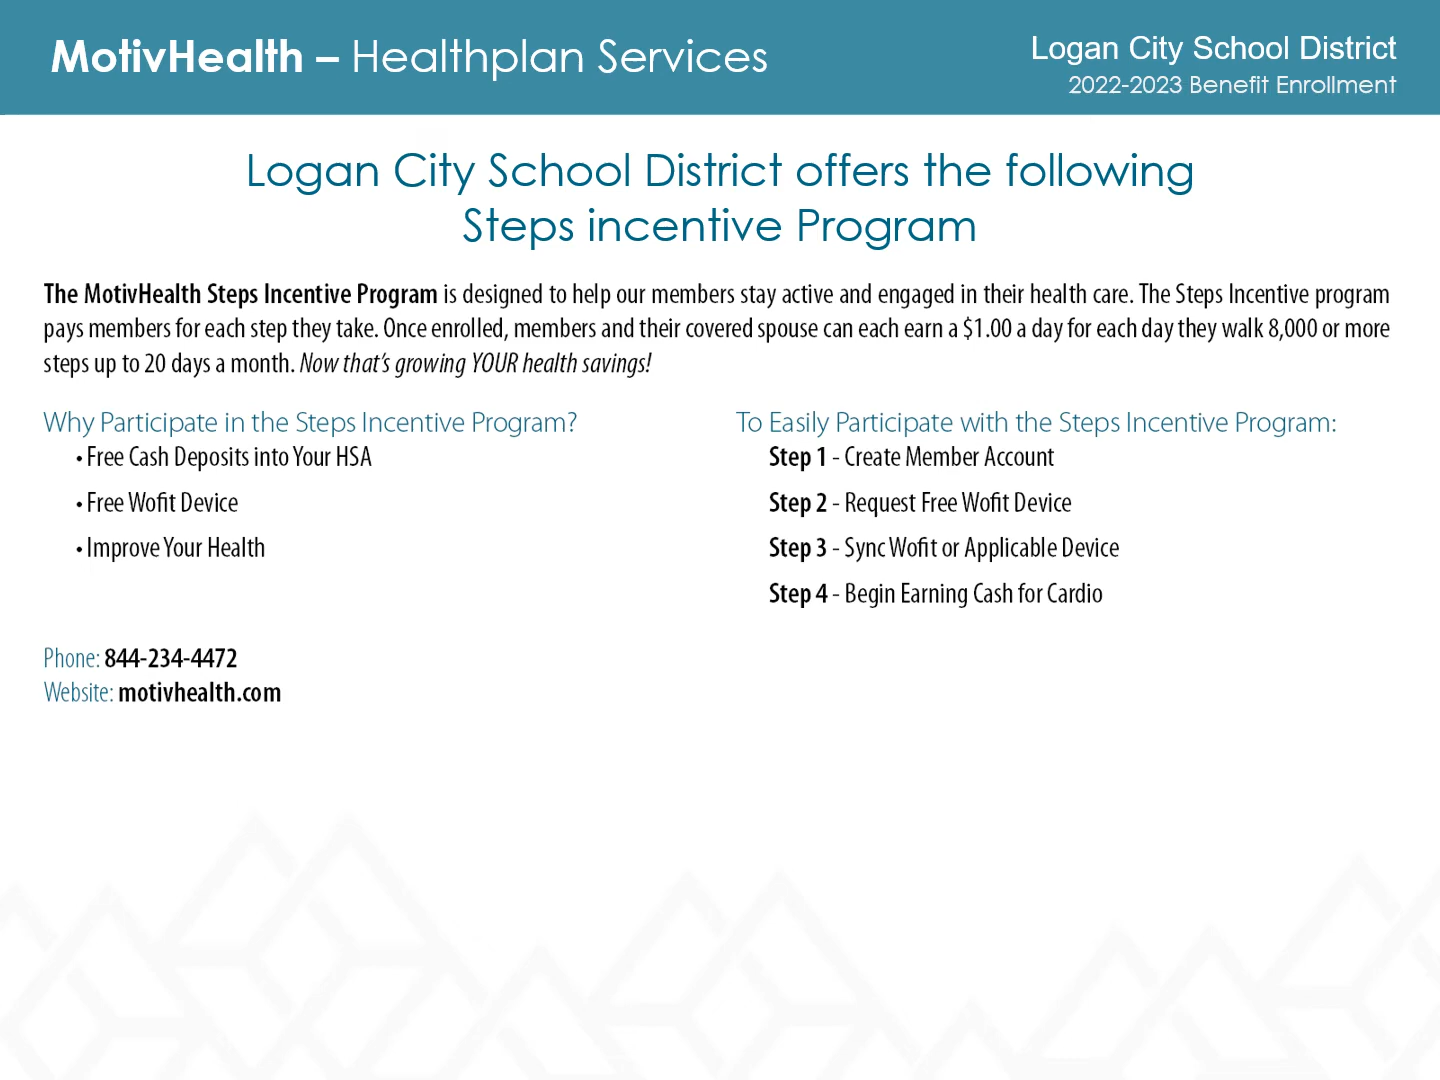 MotivHealth – Healthplan Services
Logan City School District
2022-2023 Benefit Enrollment
Logan City School District offers the following
Steps incentive Program
The MotivHealth Steps Incentive Program is designed to help our members stay active and engaged in their health care. The Steps Incentive program
pays members for each step they take. Once enrolled, members and their covered spouse can each earn a $1.00 a day for each day they walk 8,000 or more
steps up to 20 days a month. Now that's growing YOUR health savings!
Why Participate in the Steps Incentive Program?
• Free Cash Deposits into Your HSA
• Free Wofit Device
• Improve Your Health
To Easily Participate with the Steps Incentive Program:
Step 1 - Create Member Account
Step 2 - Request Free Wofit Device
Step 3 - Sync Wofit or Applicable Device
Step 4 - Begin Earning Cash for Cardio
Phone: 844-234-4472
Website: motivhealth.com